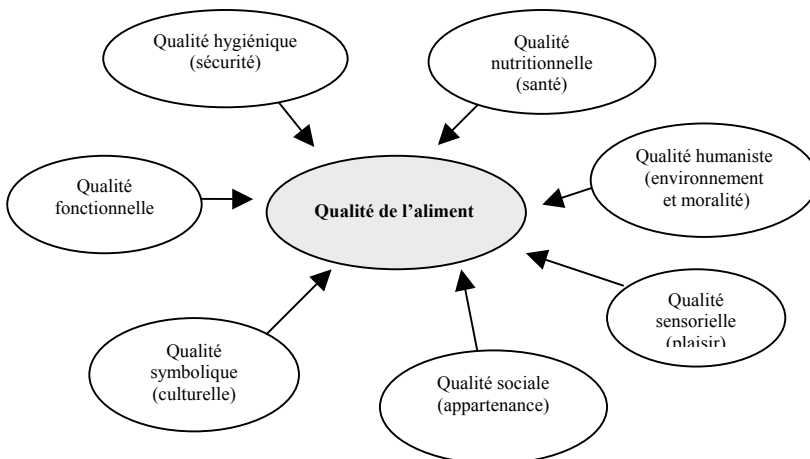 Qualité hygiénique
(sécurité)
Qualité
nutritionnelle
(santé)
Qualité humaniste
(environnement
et moralité)
Qualité
fonctionnelle
Qualité de l’aliment
Qualité
sensorielle
(plaisir)
Qualité
symbolique
(culturelle)
Qualité sociale
(appartenance)